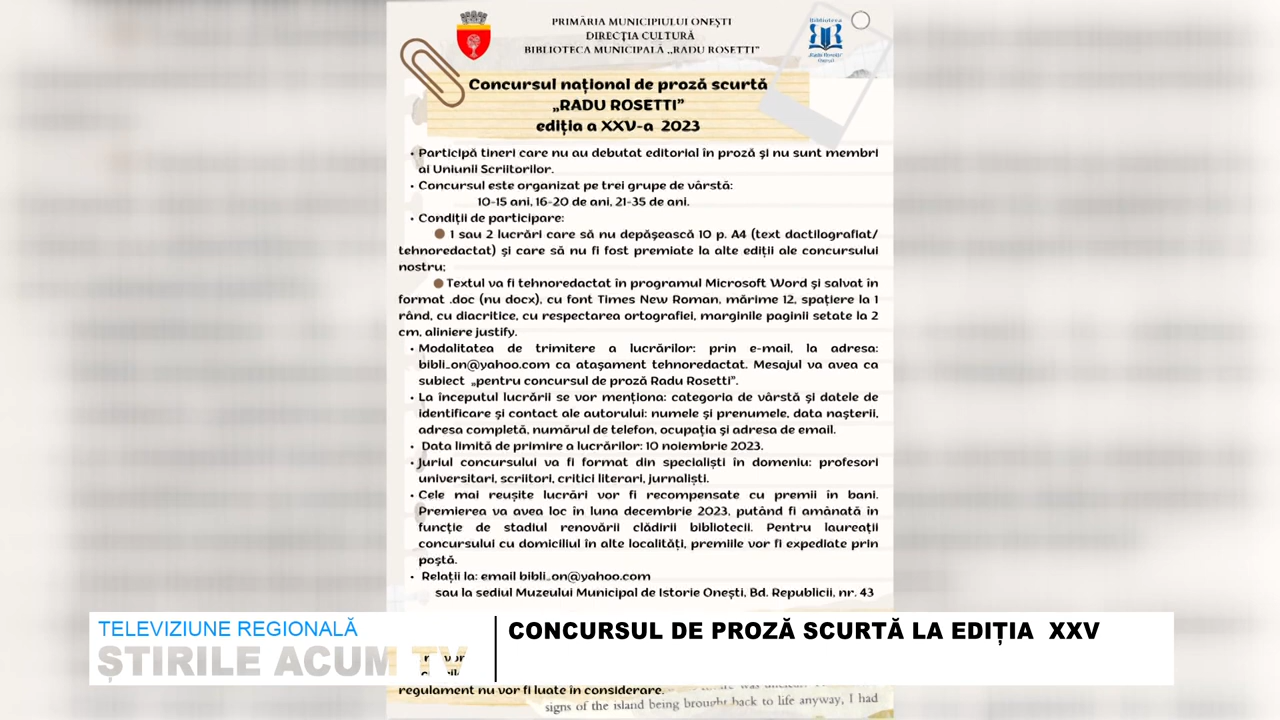 PRIMĂRIA MUNICIPIULUI ONEȘTI
DIRECȚIA CULTURĂ
BIBLIOTECA MUNICIPALĂ „RADU ROSETTI”
Biblioteca
„Radu Rosetti”
Onești
Concursul național de proză scurtă
„RADU ROSETTI”
ediția a XXV-a 2023
• Participă tineri care nu au debutat editorial în proză și nu sunt membri
ai Uniunii Scriitorilor.
• Concursul este organizat pe trei grupe de vârstă:
10-15 ani, 16-20 de ani, 21-35 de ani.
• Condiții de participare:
● 1 sau 2 lucrări care să nu depășească 10 p. A4 (text dactilografiat/
tehnoredactat) și care să nu fi fost premiate la alte ediții ale concursului
nostru;
● Textul va fi tehnoredactat în programul Microsoft Word și salvat în
format .doc (nu docx), cu font Times New Roman, mărime 12, spațiere la 1
rând, cu diacritice, cu respectarea ortografiei, marginile paginii setate la 2
cm, aliniere justify.
• Modalitatea de trimitere a lucrărilor: prin e-mail, la adresa:
bibli_on@yahoo.com ca atașament tehnoredactat. Mesajul va avea ca
subiect „pentru concursul de proză Radu Rosetti”.
• La începutul lucrării se vor menționa: categoria de vârstă și datele de
identificare și contact ale autorului: numele și prenumele, data nașterii,
adresa completă, numărul de telefon, ocupația și adresa de email.
• Data limită de primire a lucrărilor: 10 noiembrie 2023.
• Juriul concursului va fi format din specialiști în domeniu: profesori
universitari, scriitori, critici literari, jurnaliști.
• Cele mai reușite lucrări vor fi recompensate cu premii în bani.
Premierea va avea loc în luna decembrie 2023, putând fi amânată în
funcție de stadiul renovării clădirii bibliotecii. Pentru laureații
concursului cu domiciliul în alte localități, premiile vor fi expediate prin
poștă.
• Relații la: email bibli_on@yahoo.com
sau la sediul Muzeului Municipal de Istorie Onești, Bd. Republicii, nr. 43
TELEVIZIUNE REGIONALĂ
ȘTIRILE ACUM TV
CONCURSUL DE PROZĂ SCURTĂ LA EDIȚIA XXV
regulament nu vor fi luate în considerare.
signs of the island being brought back to life anyway, I had